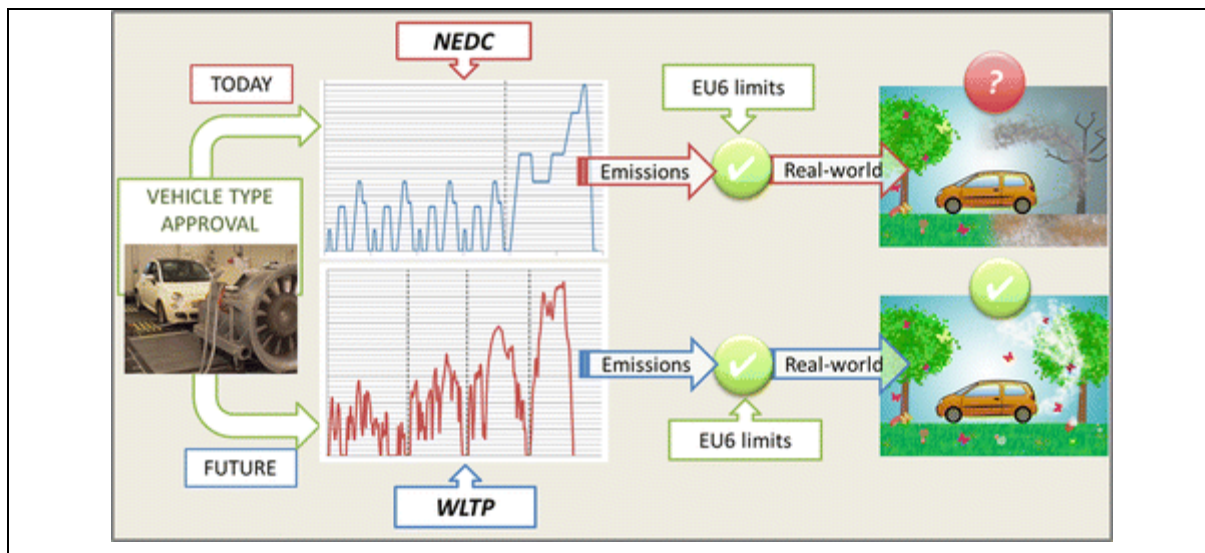 NEDC
TODAY
EU6 limits
?
Emissions
Real-world
VEHICLE TYPE
APPROVAL
Emissions
Real-world
EU6 limits
FUTURE
WLTP